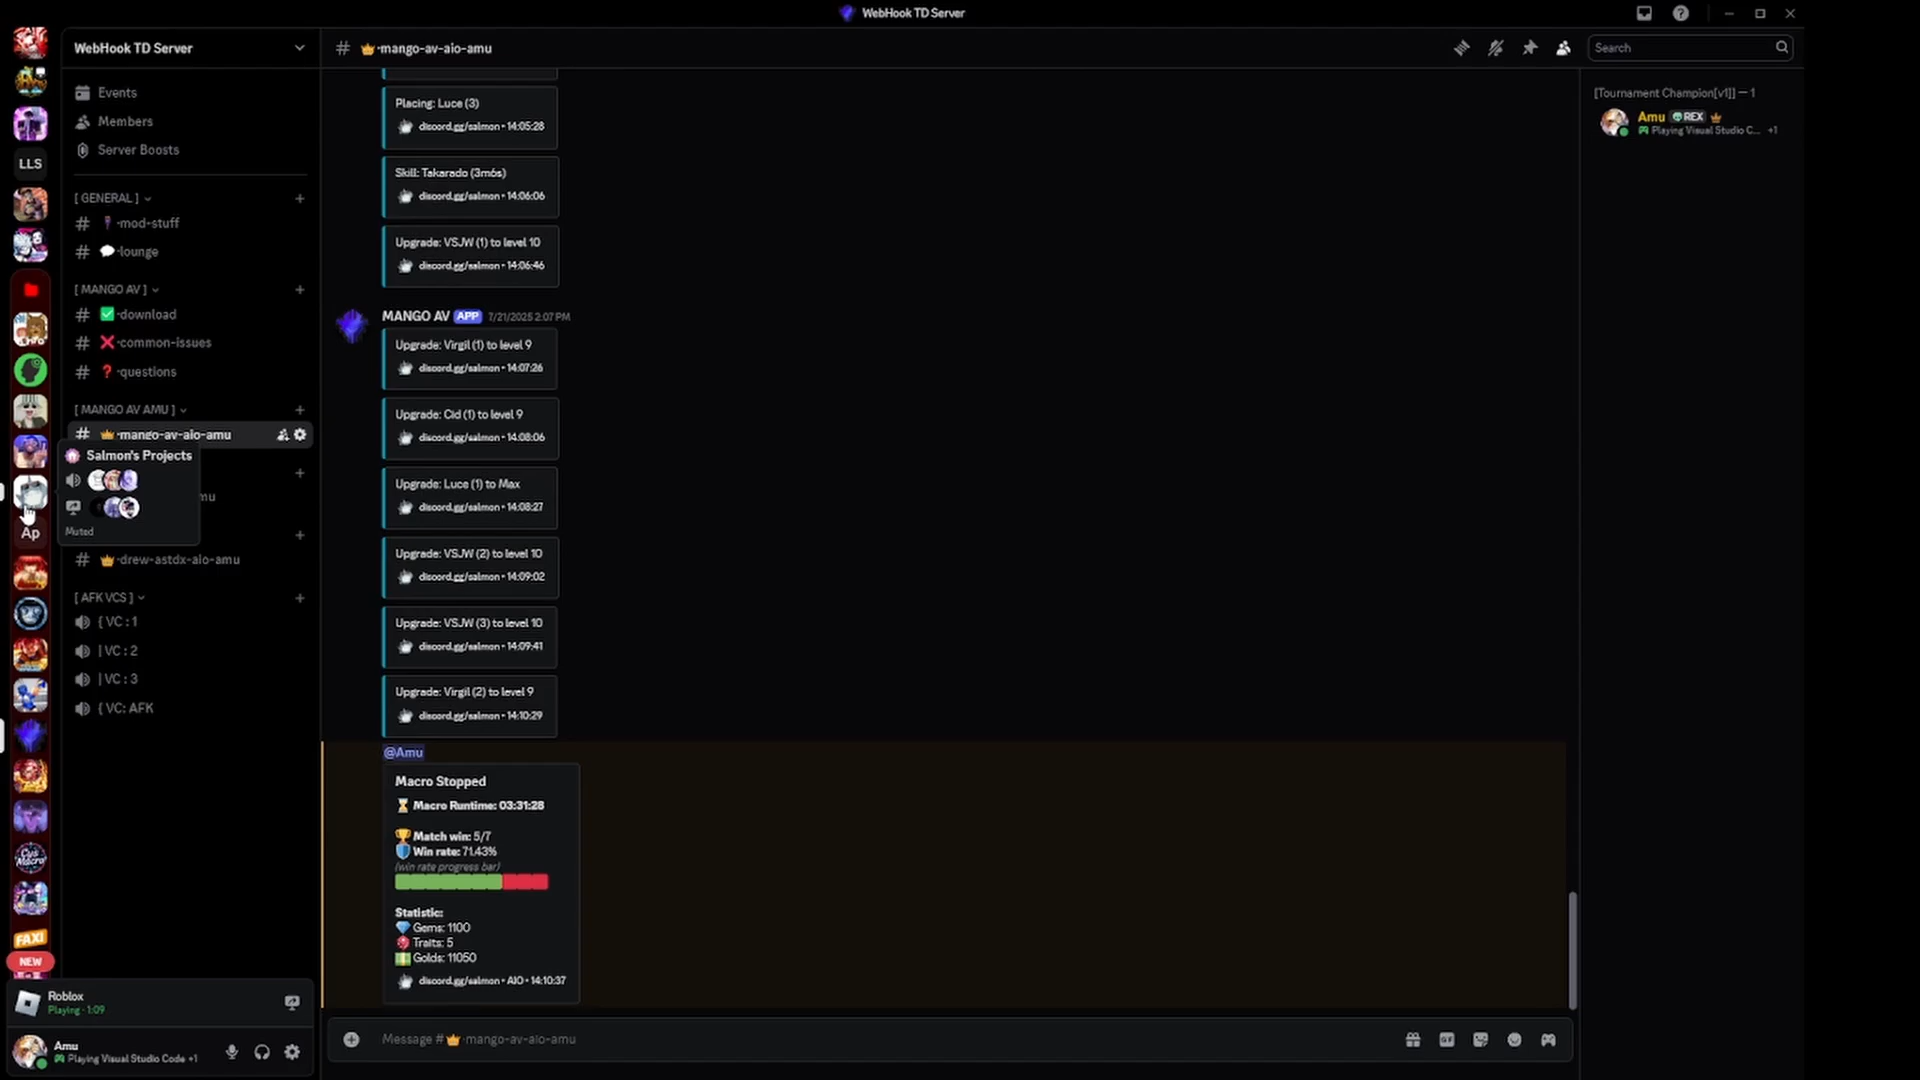 WebHook TD Server
WebHook TD Server
# mango-av-aio-amu
Search
LLS
Events
Members
Server Boosts
[ GENERAL ]
# mod-stuff
# lounge
[ MANGO AV ]
# download
# common-issues
# questions
[ MANGO AV AMU ]
# mango-av-aio-amu
Salmon's Projects
Muted
mu
Ap
# drew-astdx-aio-amu
[ AFK VCS ]
{ VC : 1
| VC : 2
| VC : 3
{ VC: AFK
Cys
Macro
FAXI
NEW
Roblox
Playing - 1:09
Amu
Playing Visual Studio Code +1
Placing: Luce (3)
discord.gg/salmon • 14:05:28
Skill: Takarado (3m6s)
discord.gg/salmon • 14:06:06
Upgrade: VSJW (1) to level 10
discord.gg/salmon • 14:06:46
MANGO AV APP 7/21/2025 2:07 PM
Upgrade: Virgil (1) to level 9
discord.gg/salmon • 14:07:26
Upgrade: Cid (1) to level 9
discord.gg/salmon • 14:08:06
Upgrade: Luce (1) to Max
discord.gg/salmon • 14:08:27
Upgrade: VSJW (2) to level 10
discord.gg/salmon • 14:09:02
Upgrade: VSJW (3) to level 10
discord.gg/salmon • 14:09:41
Upgrade: Virgil (2) to level 9
discord.gg/salmon • 14:10:29
@Amu
Macro Stopped
Macro Runtime: 03:31:28
Match win: 5/7
Win rate: 71.43%
(win rate progress bar)
Statistic:
Gems: 1100
Traits: 5
Golds: 11050
discord.gg/salmon • AIO • 14:10:37
Message # mango-av-aio-amu
GIF
[Tournament Champion[v1]] — 1
Amu REX
Playing Visual Studio C... +1